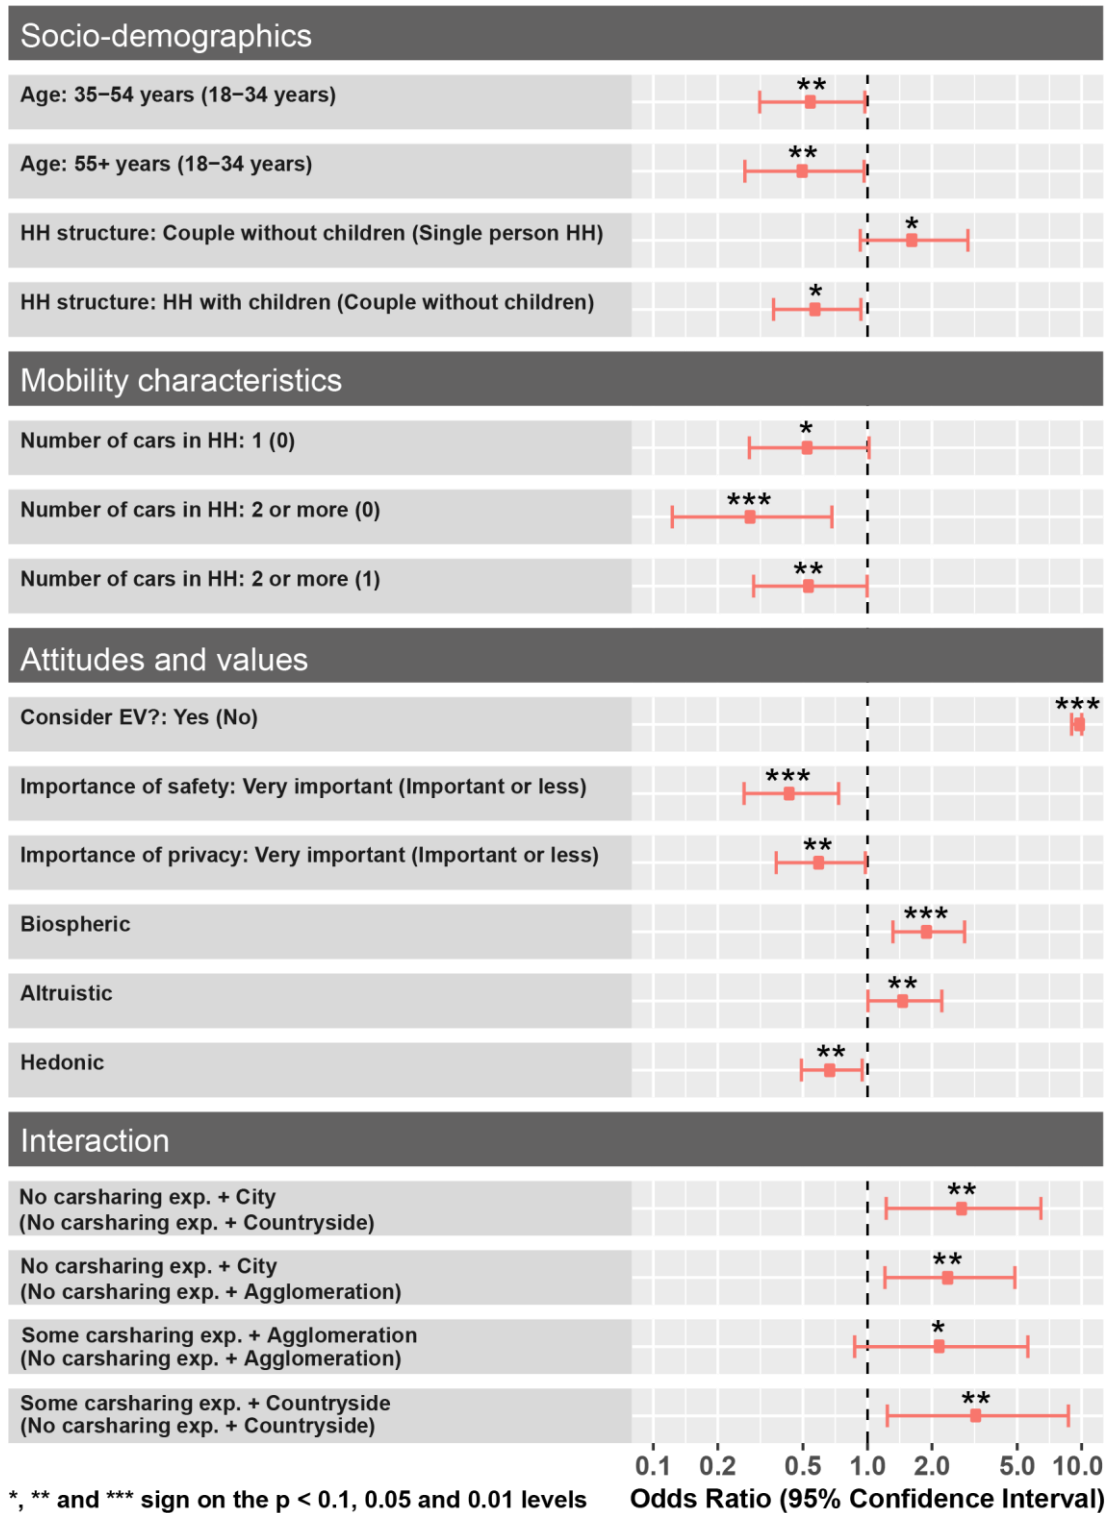 Socio-demographics
Age: 35−54 years (18−34 years)
**
Age: 55+ years (18−34 years)
**
HH structure: Couple without children (Single person HH)
*
HH structure: HH with children (Couple without children)
*
Mobility characteristics
Number of cars in HH: 1 (0)
*
Number of cars in HH: 2 or more (0)
***
Number of cars in HH: 2 or more (1)
**
Attitudes and values
Consider EV?: Yes (No)
***
Importance of safety: Very important (Important or less)
***
Importance of privacy: Very important (Important or less)
**
Biospheric
***
Altruistic
**
Hedonic
**
Interaction
No carsharing exp. + City
(No carsharing exp. + Countryside)
**
No carsharing exp. + City
(No carsharing exp. + Agglomeration)
**
Some carsharing exp. + Agglomeration
(No carsharing exp. + Agglomeration)
*
Some carsharing exp. + Countryside
(No carsharing exp. + Countryside)
**
0.1 0.2 0.5 1.0 2.0 5.0 10.0
*, ** and *** sign on the p < 0.1, 0.05 and 0.01 levels
Odds Ratio (95% Confidence Interval)